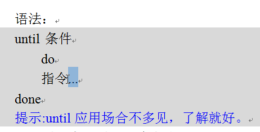 语法：
until 条件
do
指令...
done
提示:until 应用场合不多见，了解就好。